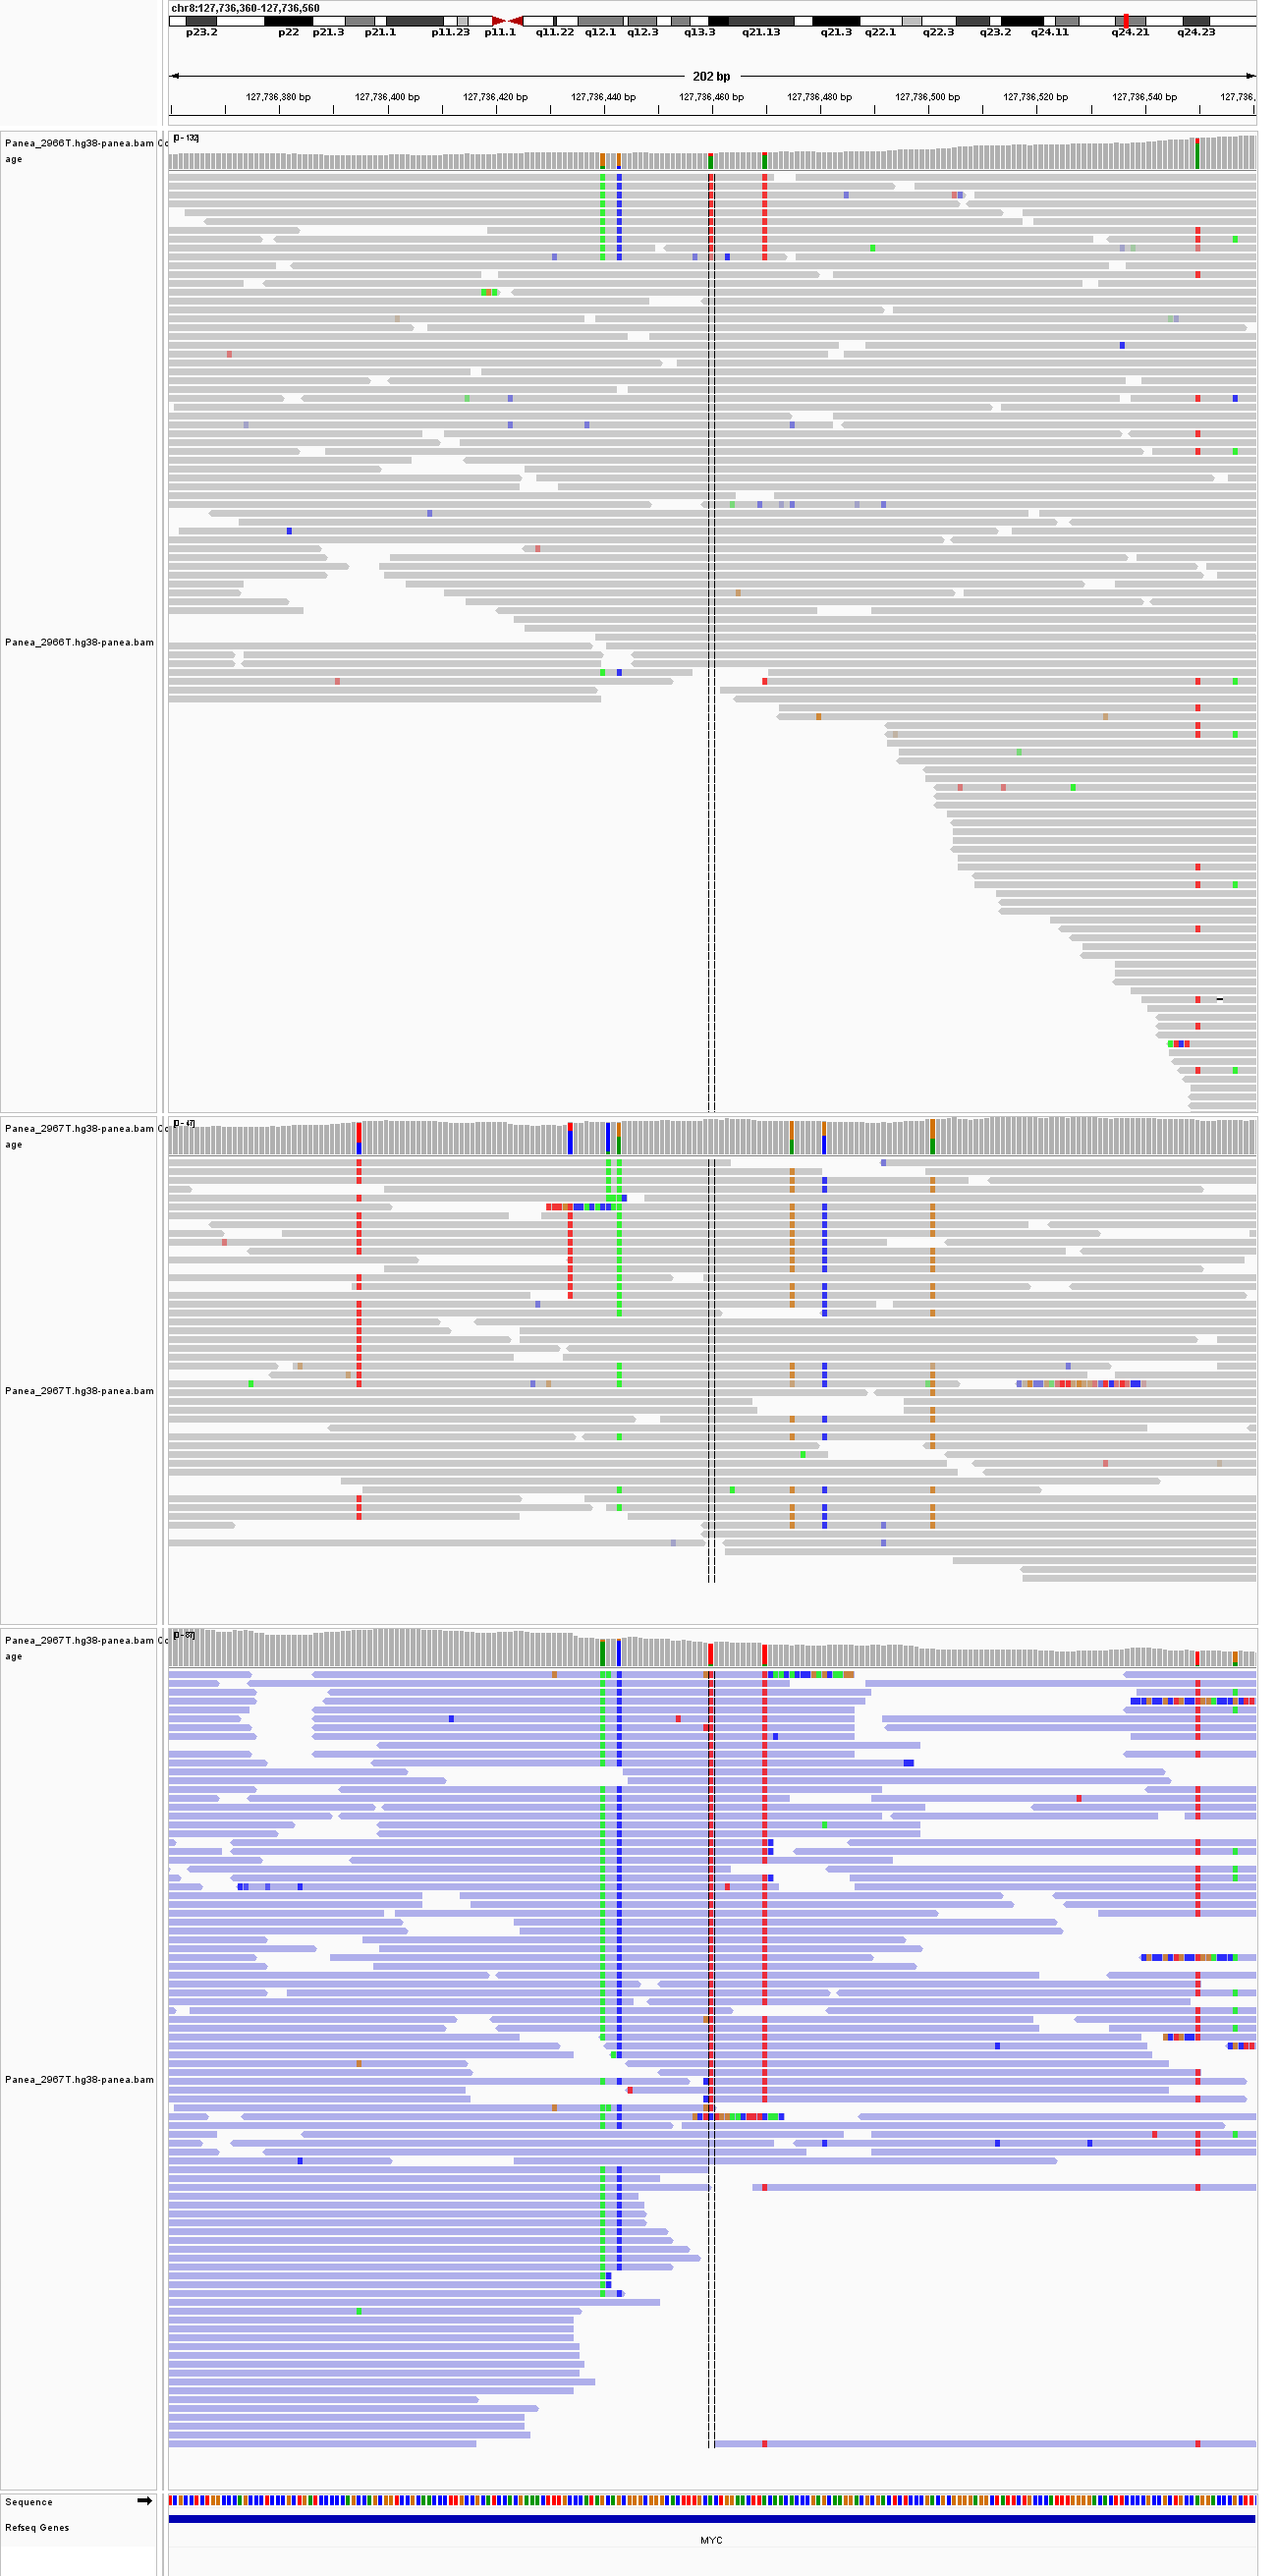 chr8:127,736,360-127,736,560
p23.2 p22 p21.3 p21.1 p11.23 p11.1 q11.22 q12.1 q12.3 q13.3 q21.13 q21.3 q22.1 q22.3 q23.2 q24.11 q24.21 q24.23
202 bp
127,736,380 bp 127,736,400 bp 127,736,420 bp 127,736,440 bp 127,736,460 bp 127,736,480 bp 127,736,500 bp 127,736,520 bp 127,736,540 bp 127,736,
Panea_2966T.hg38-panea.bam Co
age
[0 - 132]
Panea_2966T.hg38-panea.bam
Panea_2967T.hg38-panea.bam Co
age
[0 - 47]
Panea_2967T.hg38-panea.bam
Panea_2967T.hg38-panea.bam Co
age
Panea_2967T.hg38-panea.bam
Sequence
Refseq Genes
MYC